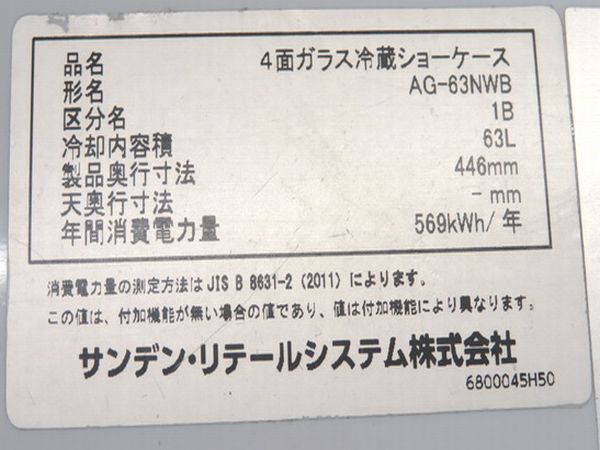 品名 4面ガラス冷蔵ショーケース
形名 AG-63NWB
区分名 1B
冷却内容積 63L
製品奥行寸法 446mm
天奥行寸法 - mm
年間消費電力量 569kWh/年
消費電力量の測定方法はJIS B 8631-2 (2011) によります。
この値は、付加機能が無い場合の値であり、値は付加機能により異なります。
サンデン・リテールシステム株式会社
6800045H50